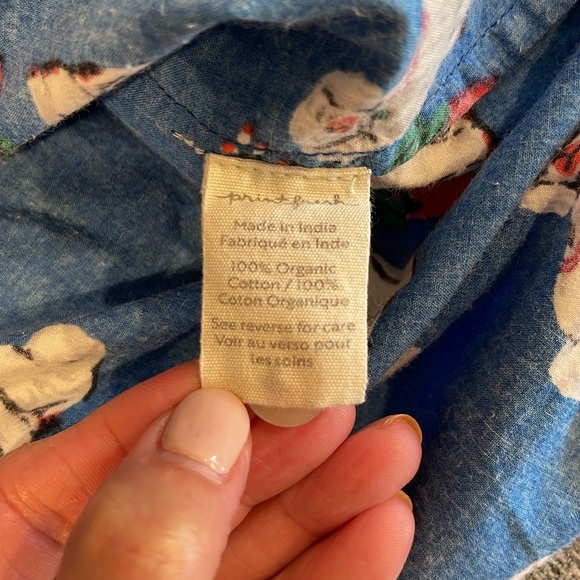 printfresh
Made in India
Fabriqué en Inde
100% Organic
Cotton / 100%
Coton Organique
See reverse for care
Voir au verso pour
les soins